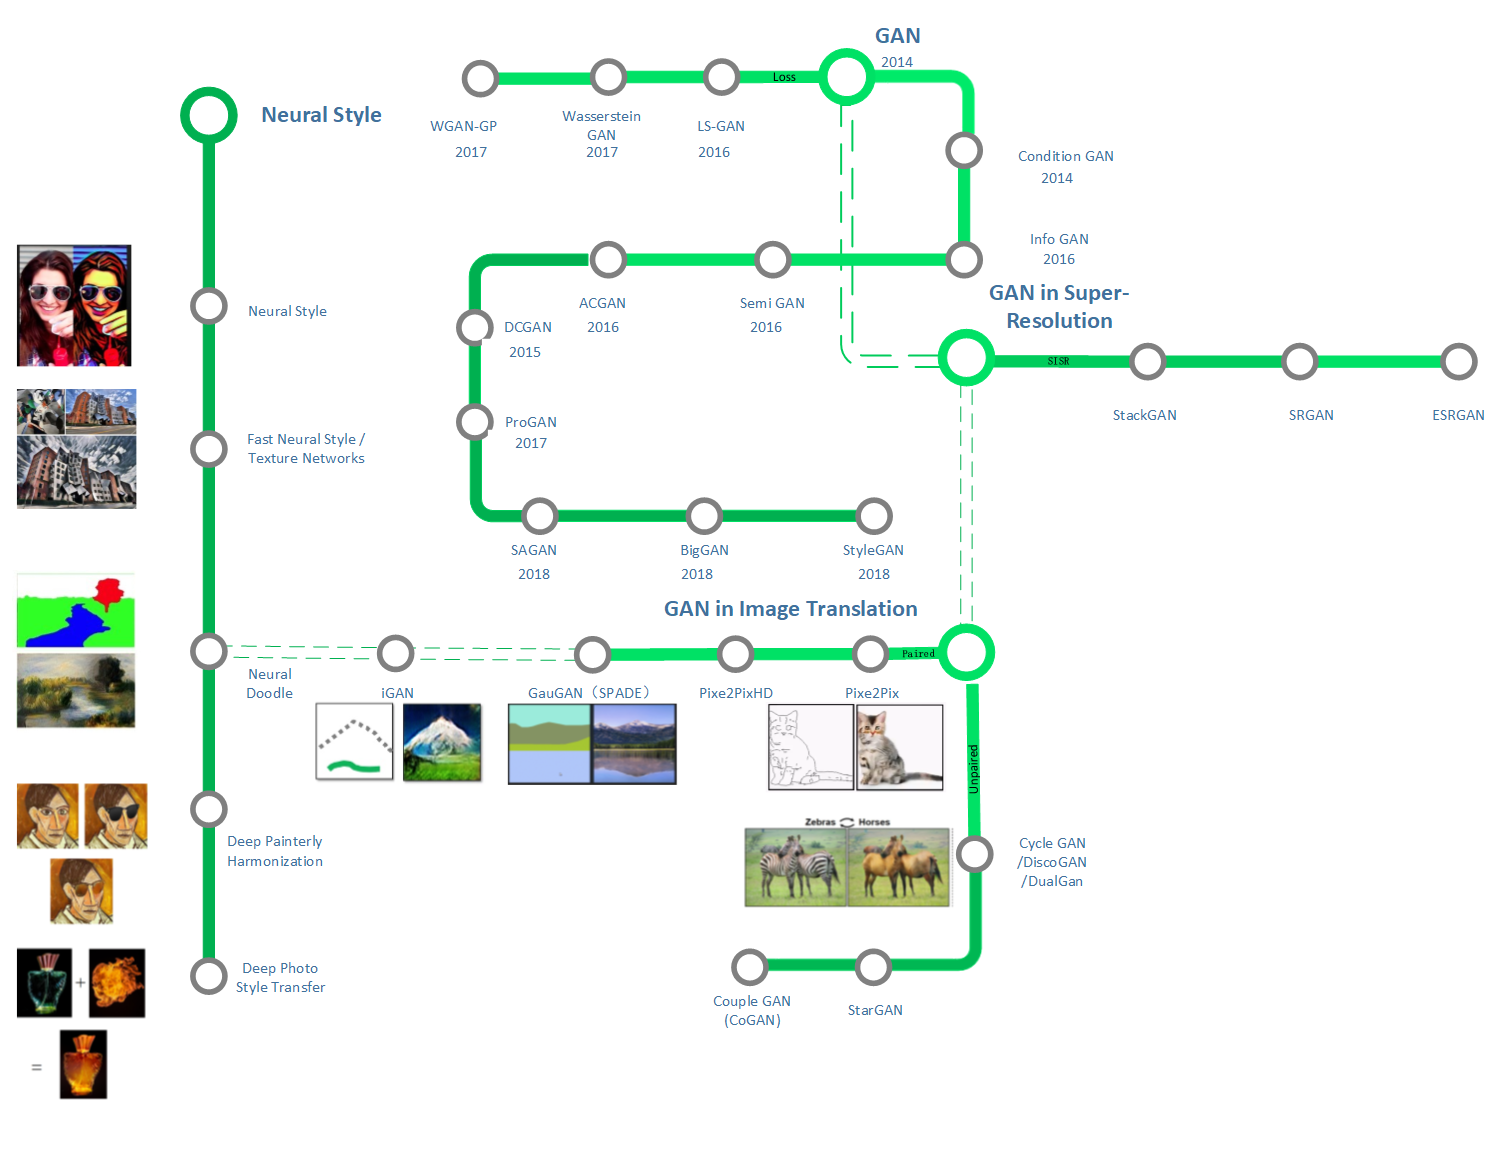 GAN
2014
Loss
Neural Style
WGAN-GP
2017
Wasserstein
GAN
2017
LS-GAN
2016
Condition GAN
2014
Info GAN
2016
ACGAN
2016
Semi GAN
2016
GAN in Super-
Resolution
Neural Style
DCGAN
2015
SISR
StackGAN
SRGAN
ESRGAN
ProGAN
2017
Fast Neural Style /
Texture Networks
SAGAN
2018
BigGAN
2018
StyleGAN
2018
GAN in Image Translation
Paired
Neural
Doodle
iGAN
GauGAN（SPADE）
Pixe2PixHD
Pixe2Pix
Unpaired
Zebras Horses
Deep Painterly
Harmonization
Cycle GAN
/DiscoGAN
/DualGan
Deep Photo
Style Transfer
+
=
Couple GAN
(CoGAN)
StarGAN